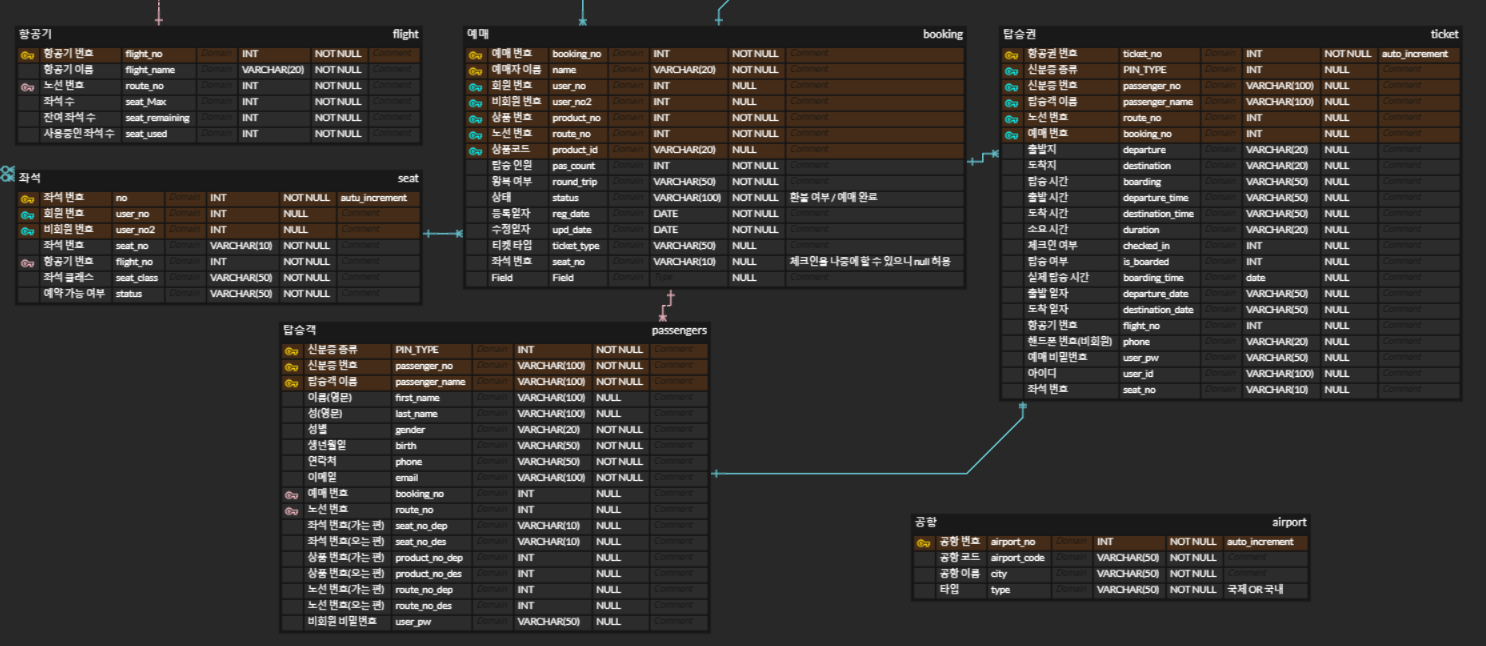 항공기 flight
항공기 번호 flight_no Domain INT NOT NULL Comment
항공기 이름 flight_name Domain VARCHAR(20) NOT NULL Comment
노선 번호 route_no Domain INT NOT NULL Comment
좌석 수 seat_Max Domain INT NOT NULL Comment
잔여 좌석 수 seat_remaining Domain INT NOT NULL Comment
사용중인 좌석 수 seat_used Domain INT NOT NULL Comment
좌석 seat
좌석 번호 no Domain INT NOT NULL autu_increment
회원 번호 user_no Domain INT NULL Comment
비회원 번호 user_no2 Domain INT NULL Comment
좌석 번호 seat_no Domain VARCHAR(10) NOT NULL Comment
항공기 번호 flight_no Domain INT NOT NULL Comment
좌석 클래스 seat_class Domain VARCHAR(50) NOT NULL Comment
예약 가능 여부 status Domain VARCHAR(50) NOT NULL Comment
예매 booking
예매 번호 booking_no Domain INT NOT NULL Comment
예매자 이름 name Domain VARCHAR(20) NOT NULL Comment
회원 번호 user_no Domain INT NULL Comment
비회원 번호 user_no2 Domain INT NULL Comment
상품 번호 product_no Domain INT NOT NULL Comment
노선 번호 route_no Domain INT NOT NULL Comment
상품코드 product_id Domain VARCHAR(20) NULL Comment
탑승 인원 pas_count Domain INT NOT NULL Comment
왕복 여부 round_trip Domain VARCHAR(50) NOT NULL Comment
상태 status Domain VARCHAR(100) NOT NULL 환불 여부 / 예매 완료
등록일자 reg_date Domain DATE NOT NULL Comment
수정일자 upd_date Domain DATE NOT NULL Comment
티켓 타입 ticket_type Domain VARCHAR(50) NULL Comment
좌석 번호 seat_no Domain VARCHAR(10) NULL 체크인을 나중에 할 수 있으니 null 허용
Field Field Domain Type NULL Comment
탑승권 ticket
항공권 번호 ticket_no Domain INT NOT NULL auto_increment
신분증 종류 PIN_TYPE Domain INT NULL Comment
신분증 번호 passenger_no Domain VARCHAR(100) NULL Comment
탑승객 이름 passenger_name Domain VARCHAR(100) NULL Comment
노선 번호 route_no Domain INT NULL Comment
예매 번호 booking_no Domain INT NULL Comment
출발지 departure Domain VARCHAR(20) NULL Comment
도착지 destination Domain VARCHAR(20) NULL Comment
탑승 시간 boarding Domain VARCHAR(50) NULL Comment
출발 시간 departure_time Domain VARCHAR(50) NULL Comment
도착 시간 destination_time Domain VARCHAR(50) NULL Comment
소요 시간 duration Domain VARCHAR(20) NULL Comment
체크인 여부 checked_in Domain INT NULL Comment
탑승 여부 is_boarded Domain INT NULL Comment
실제 탑승 시간 boarding_time Domain date NULL Comment
출발 일자 departure_date Domain VARCHAR(50) NULL Comment
도착 일자 destination_date Domain VARCHAR(50) NULL Comment
항공기 번호 flight_no Domain INT NULL Comment
핸드폰 번호(비회원) phone Domain VARCHAR(20) NULL Comment
예매 비밀번호 user_pw Domain VARCHAR(50) NULL Comment
아이디 user_id Domain VARCHAR(100) NULL Comment
좌석 번호 seat_no Domain VARCHAR(10) NULL Comment
탑승객 passengers
신분증 종류 PIN_TYPE Domain INT NOT NULL Comment
신분증 번호 passenger_no Domain VARCHAR(100) NOT NULL Comment
탑승객 이름 passenger_name Domain VARCHAR(100) NOT NULL Comment
이름(영문) first_name Domain VARCHAR(100) NULL Comment
성(영문) last_name Domain VARCHAR(100) NULL Comment
성별 gender Domain VARCHAR(20) NOT NULL Comment
생년월일 birth Domain VARCHAR(50) NOT NULL Comment
연락처 phone Domain VARCHAR(50) NOT NULL Comment
이메일 email Domain VARCHAR(100) NOT NULL Comment
예매 번호 booking_no Domain INT NULL Comment
노선 번호 route_no Domain INT NULL Comment
좌석 번호(가는 편) seat_no_dep Domain VARCHAR(10) NULL Comment
좌석 번호(오는 편) seat_no_des Domain VARCHAR(10) NULL Comment
상품 번호(가는 편) product_no_dep Domain INT NULL Comment
상품 번호(오는 편) product_no_des Domain INT NULL Comment
노선 번호(가는 편) route_no_dep Domain INT NULL Comment
노선 번호(오는 편) route_no_des Domain INT NULL Comment
비회원 비밀번호 user_pw Domain VARCHAR(50) NULL Comment
공항 airport
공항 번호 airport_no Domain INT NOT NULL auto_increment
공항 코드 airport_code Domain VARCHAR(50) NOT NULL Comment
공항 이름 city Domain VARCHAR(50) NOT NULL Comment
타입 type Domain VARCHAR(50) NOT NULL 국제 OR 국내